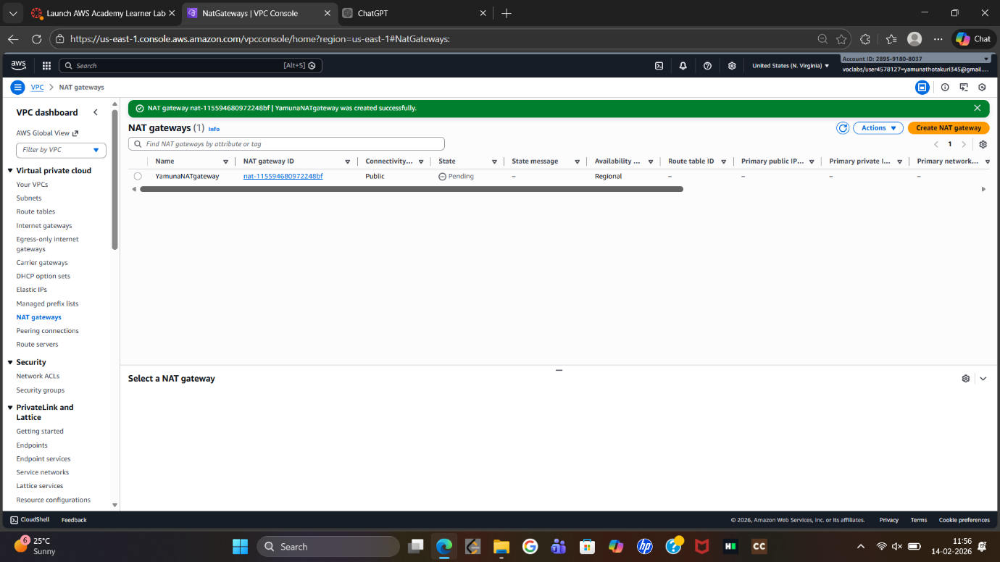 Launch AWS Academy Learner Lab
NatGateways | VPC Console
ChatGPT
https://us-east-1.console.aws.amazon.com/vpcconsole/home?region=us-east-1#NatGateways:
Chat
aws
Search
[Alt+S]
United States (N. Virginia)
Account ID: 2895-9180-8037
voclabs/user4578127=yamunathotakuri345@gmail....
VPC
NAT gateways
VPC dashboard
AWS Global View
Filter by VPC
Virtual private cloud
Your VPCs
Subnets
Route tables
Internet gateways
Egress-only internet
gateways
Carrier gateways
DHCP option sets
Elastic IPs
Managed prefix lists
NAT gateways
Peering connections
Route servers
Security
Network ACLs
Security groups
PrivateLink and
Lattice
Getting started
Endpoints
Endpoint services
Service networks
Lattice services
Resource configurations
NAT gateway nat-115594680972248bf | YamunaNATgateway was created successfully.
NAT gateways (1) Info
Actions
Create NAT gateway
Find NAT gateways by attribute or tag
1
Name NAT gateway ID Connectivity... State State message Availability ... Route table ID Primary public IP... Primary private I... Primary network...
YamunaNATgateway nat-115594680972248bf Public Pending – Regional – – – –
Select a NAT gateway
CloudShell Feedback
© 2026, Amazon Web Services, Inc. or its affiliates. Privacy Terms Cookie preferences
6
25°C
Sunny
Search
11:56
14-02-2026